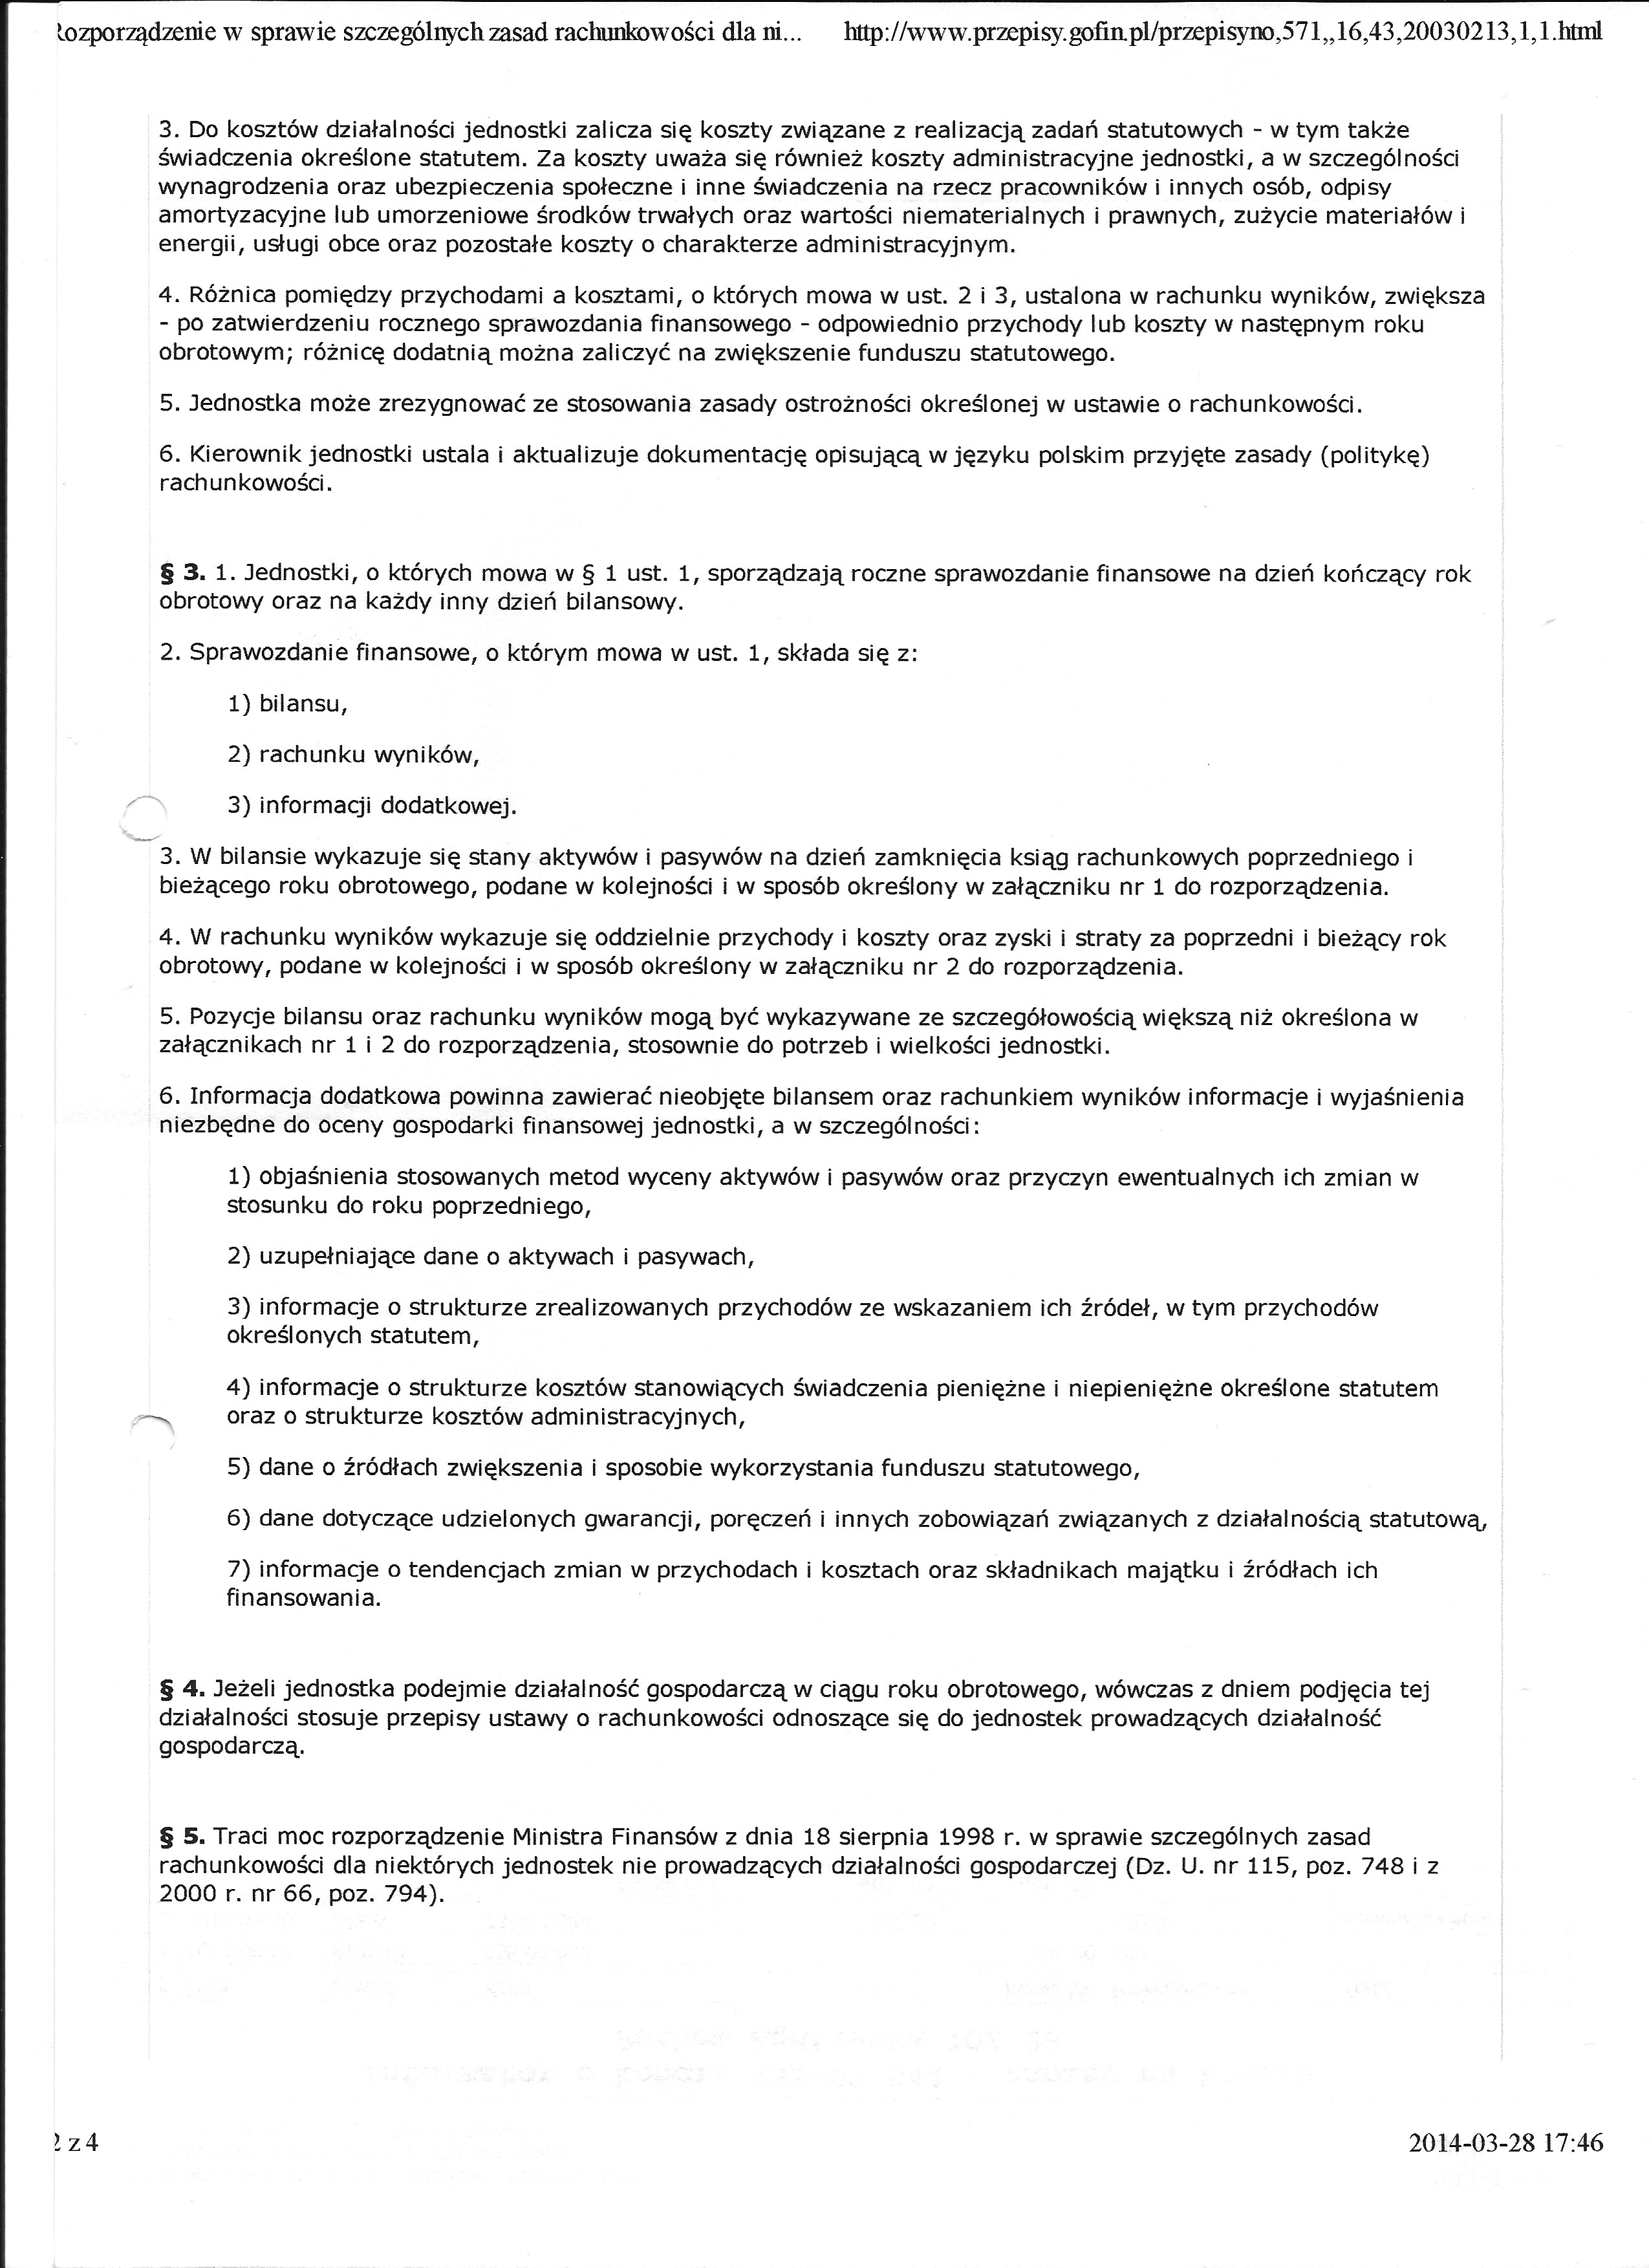 Rozporządzenie w sprawie szczególnych zasad rachunkowości dla ni... http://www.przepisy.gofin.pl/przepisyno,571,,16,43,20030213,1,1.html
3. Do kosztów działalności jednostki zalicza się koszty związane z realizacją zadań statutowych - w tym także
świadczenia określone statutem. Za koszty uważa się również koszty administracyjne jednostki, a w szczególności
wynagrodzenia oraz ubezpieczenia społeczne i inne świadczenia na rzecz pracowników i innych osób, odpisy
amortyzacyjne lub umorzeniowe środków trwałych oraz wartości niematerialnych i prawnych, zużycie materiałów i
energii, usługi obce oraz pozostałe koszty o charakterze administracyjnym.
4. Różnica pomiędzy przychodami a kosztami, o których mowa w ust. 2 i 3, ustalona w rachunku wyników, zwiększa
- po zatwierdzeniu rocznego sprawozdania finansowego - odpowiednio przychody lub koszty w następnym roku
obrotowym; różnicę dodatnią można zaliczyć na zwiększenie funduszu statutowego.
5. Jednostka może zrezygnować ze stosowania zasady ostrożności określonej w ustawie o rachunkowości.
6. Kierownik jednostki ustala i aktualizuje dokumentację opisującą w języku polskim przyjęte zasady (politykę)
rachunkowości.
§ 3. 1. Jednostki, o których mowa w § 1 ust. 1, sporządzają roczne sprawozdanie finansowe na dzień kończący rok
obrotowy oraz na każdy inny dzień bilansowy.
2. Sprawozdanie finansowe, o którym mowa w ust. 1, składa się z:
1) bilansu,
2) rachunku wyników,
3) informacji dodatkowej.
3. W bilansie wykazuje się stany aktywów i pasywów na dzień zamknięcia ksiąg rachunkowych poprzedniego i
bieżącego roku obrotowego, podane w kolejności i w sposób określony w załączniku nr 1 do rozporządzenia.
4. W rachunku wyników wykazuje się oddzielnie przychody i koszty oraz zyski i straty za poprzedni i bieżący rok
obrotowy, podane w kolejności i w sposób określony w załączniku nr 2 do rozporządzenia.
5. Pozycje bilansu oraz rachunku wyników mogą być wykazywane ze szczegółowością większą niż określona w
załącznikach nr 1 i 2 do rozporządzenia, stosownie do potrzeb i wielkości jednostki.
6. Informacja dodatkowa powinna zawierać nieobjęte bilansem oraz rachunkiem wyników informacje i wyjaśnienia
niezbędne do oceny gospodarki finansowej jednostki, a w szczególności:
1) objaśnienia stosowanych metod wyceny aktywów i pasywów oraz przyczyn ewentualnych ich zmian w
stosunku do roku poprzedniego,
2) uzupełniające dane o aktywach i pasywach,
3) informacje o strukturze zrealizowanych przychodów ze wskazaniem ich źródeł, w tym przychodów
określonych statutem,
4) informacje o strukturze kosztów stanowiących świadczenia pieniężne i niepieniężne określone statutem
oraz o strukturze kosztów administracyjnych,
5) dane o źródłach zwiększenia i sposobie wykorzystania funduszu statutowego,
6) dane dotyczące udzielonych gwarancji, poręczeń i innych zobowiązań związanych z działalnością statutową,
7) informacje o tendencjach zmian w przychodach i kosztach oraz składnikach majątku i źródłach ich
finansowania.
§ 4. Jeżeli jednostka podejmie działalność gospodarczą w ciągu roku obrotowego, wówczas z dniem podjęcia tej
działalności stosuje przepisy ustawy o rachunkowości odnoszące się do jednostek prowadzących działalność
gospodarczą.
§ 5. Traci moc rozporządzenie Ministra Finansów z dnia 18 sierpnia 1998 r. w sprawie szczególnych zasad
rachunkowości dla niektórych jednostek nie prowadzących działalności gospodarczej (Dz. U. nr 115, poz. 748 i z
2000 r. nr 66, poz. 794).
2 z 4 2014-03-28 17:46